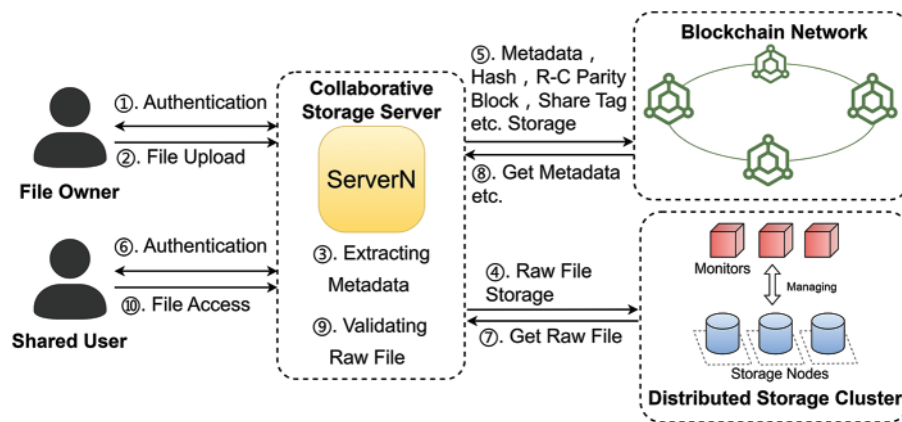 ①. Authentication
②. File Upload
File Owner
⑥. Authentication
⑩. File Access
Shared User
Collaborative
Storage Server
ServerN
③. Extracting
Metadata
⑨. Validating
Raw File
⑤. Metadata ,
Hash , R-C Parity
Block , Share Tag
etc. Storage
⑧. Get Metadata
etc.
④. Raw File
Storage
⑦. Get Raw File
Blockchain Network
Monitors
Managing
Storage Nodes
Distributed Storage Cluster